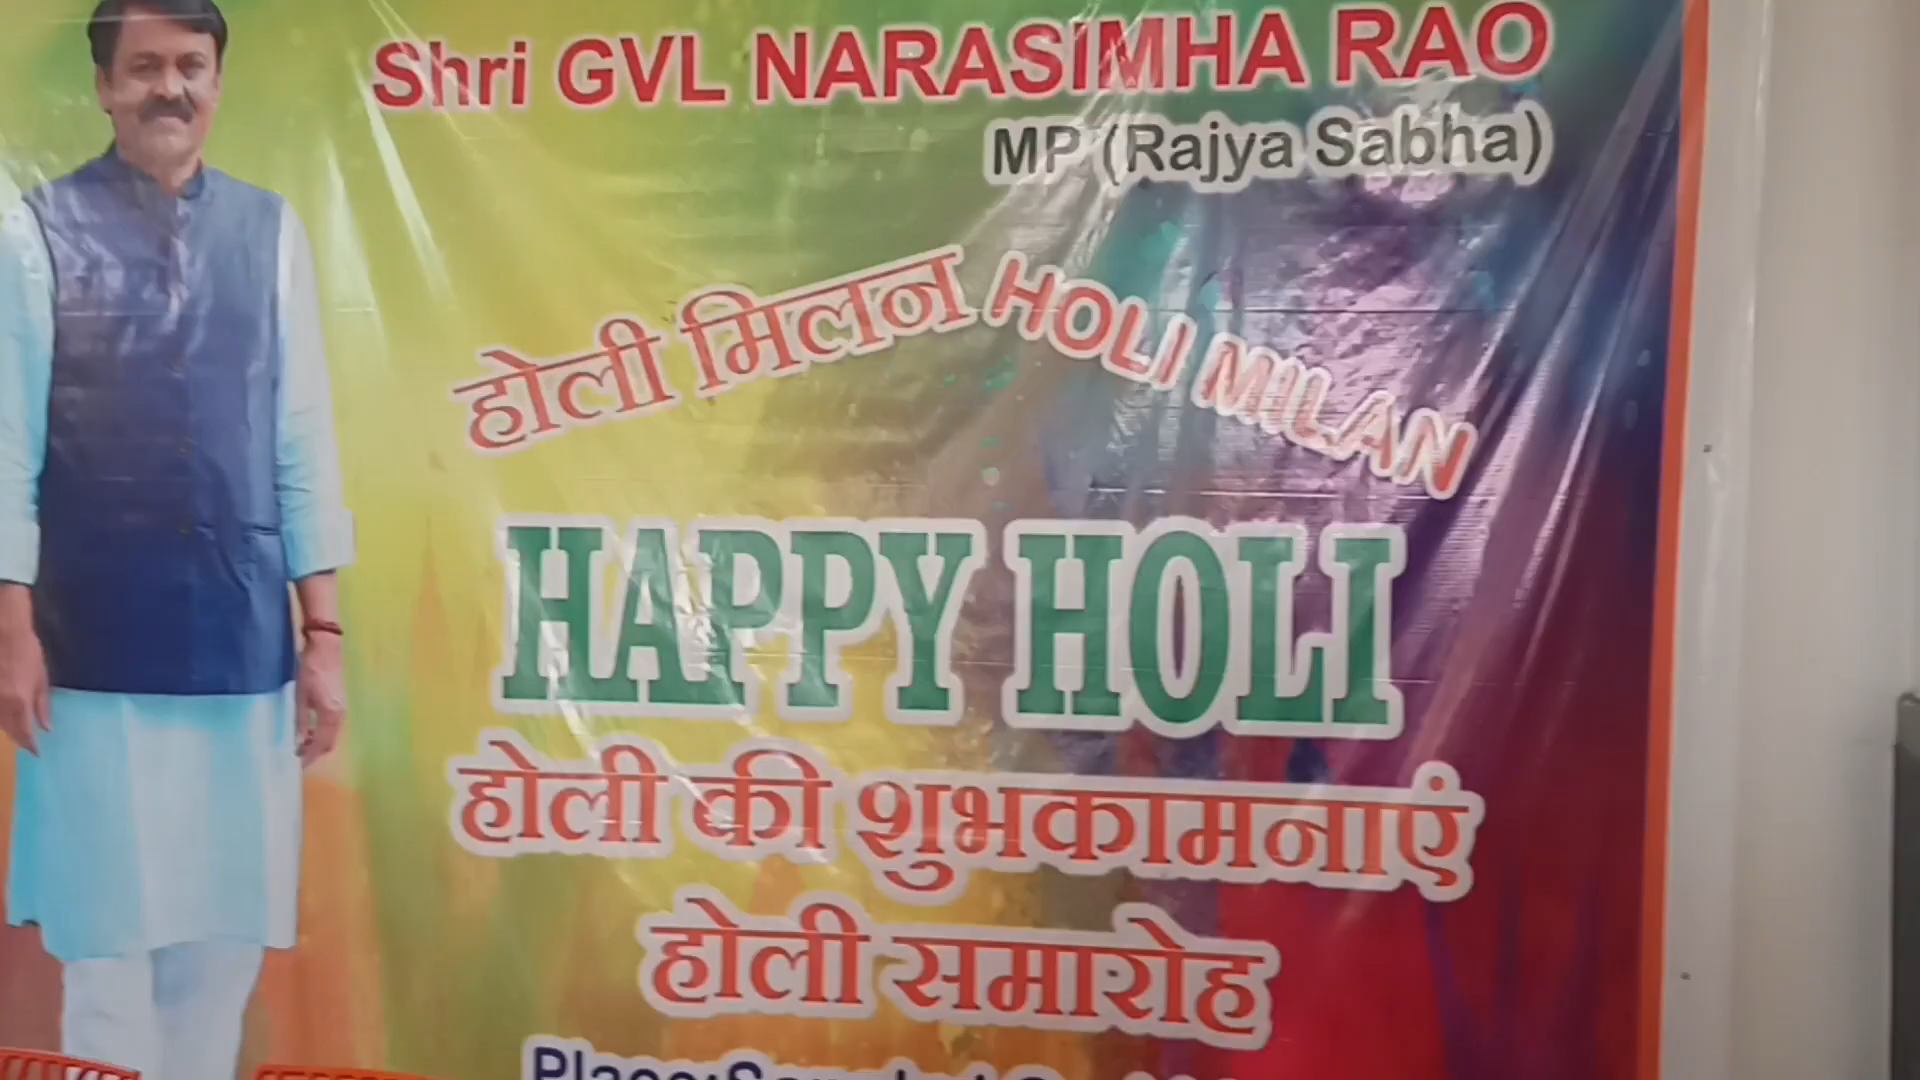 Shri GVL NARASIMHA RAO
MP (Rajya Sabha)
होली मिलन HOLI MILAN
HAPPY HOLI
होली की शुभकामनाएं
होली समारोह